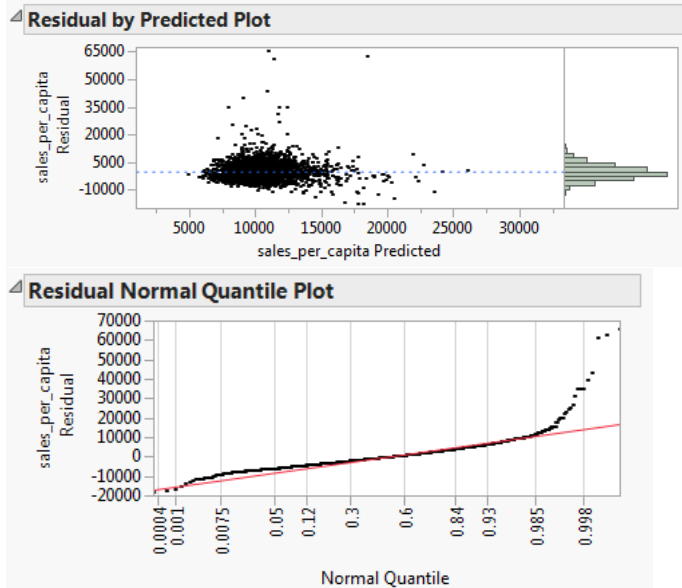 Residual by Predicted Plot
65000
50000
35000
20000
5000
-10000
sales_per_capita
Residual
5000 10000 15000 20000 25000 30000
sales_per_capita Predicted
Residual Normal Quantile Plot
70000
60000
50000
40000
30000
20000
10000
0
-10000
-20000
sales_per_capita
Residual
0.0004 0.001 0.0075 0.05 0.12 0.3 0.6 0.84 0.93 0.985 0.998
Normal Quantile